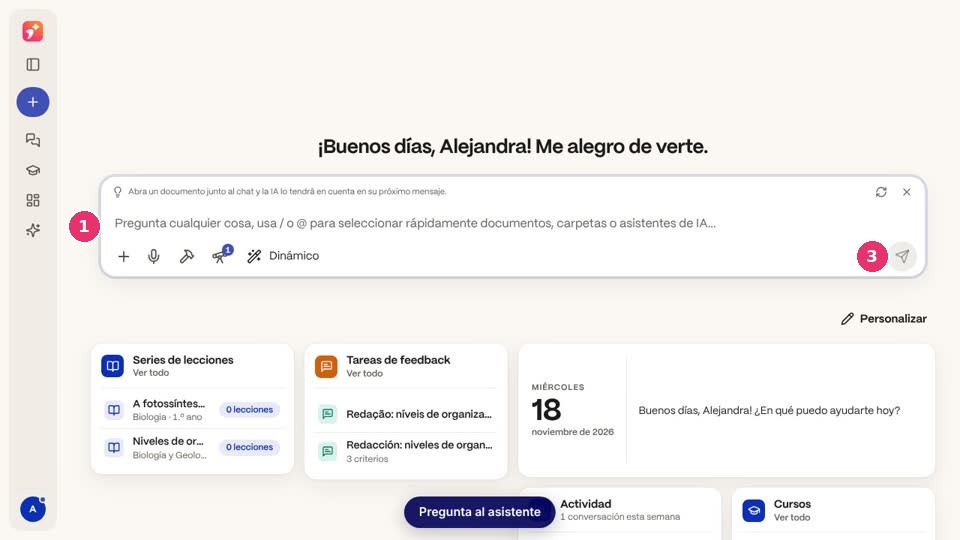 ¡Buenos días, Alejandra! Me alegro de verte.
Abra un documento junto al chat y la IA lo tendrá en cuenta en su próximo mensaje.
1
Pregunta cualquier cosa, usa / o @ para seleccionar rápidamente documentos, carpetas o asistentes de IA...
1
Dinámico
3
Personalizar
Series de lecciones
Ver todo
A fotossíntes...
Biologia · 1.º ano
0 lecciones
Niveles de or...
Biología y Geolo...
0 lecciones
Tareas de feedback
Ver todo
Redação: níveis de organiza...
Redacción: niveles de organ...
3 criterios
MIÉRCOLES
18
noviembre de 2026
Buenos días, Alejandra! ¿En qué puedo ayudarte hoy?
A
Pregunta al asistente
Actividad
1 conversación esta semana
Cursos
Ver todo